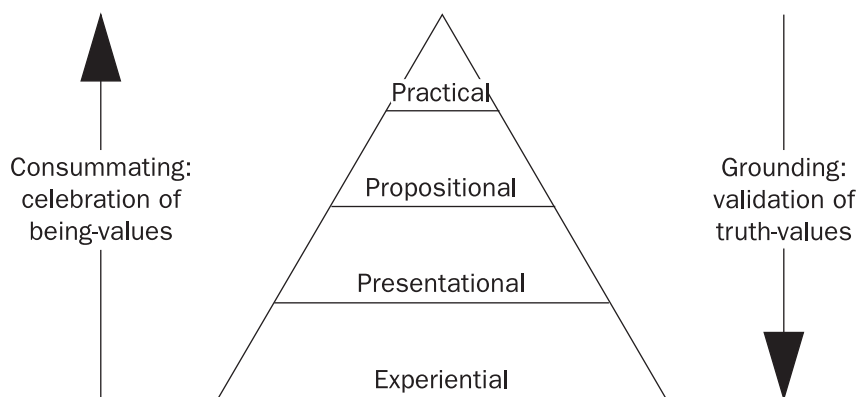 Practical
Consummating:
celebration of
being-values
Propositional
Grounding:
validation of
truth-values
Presentational
Experiential